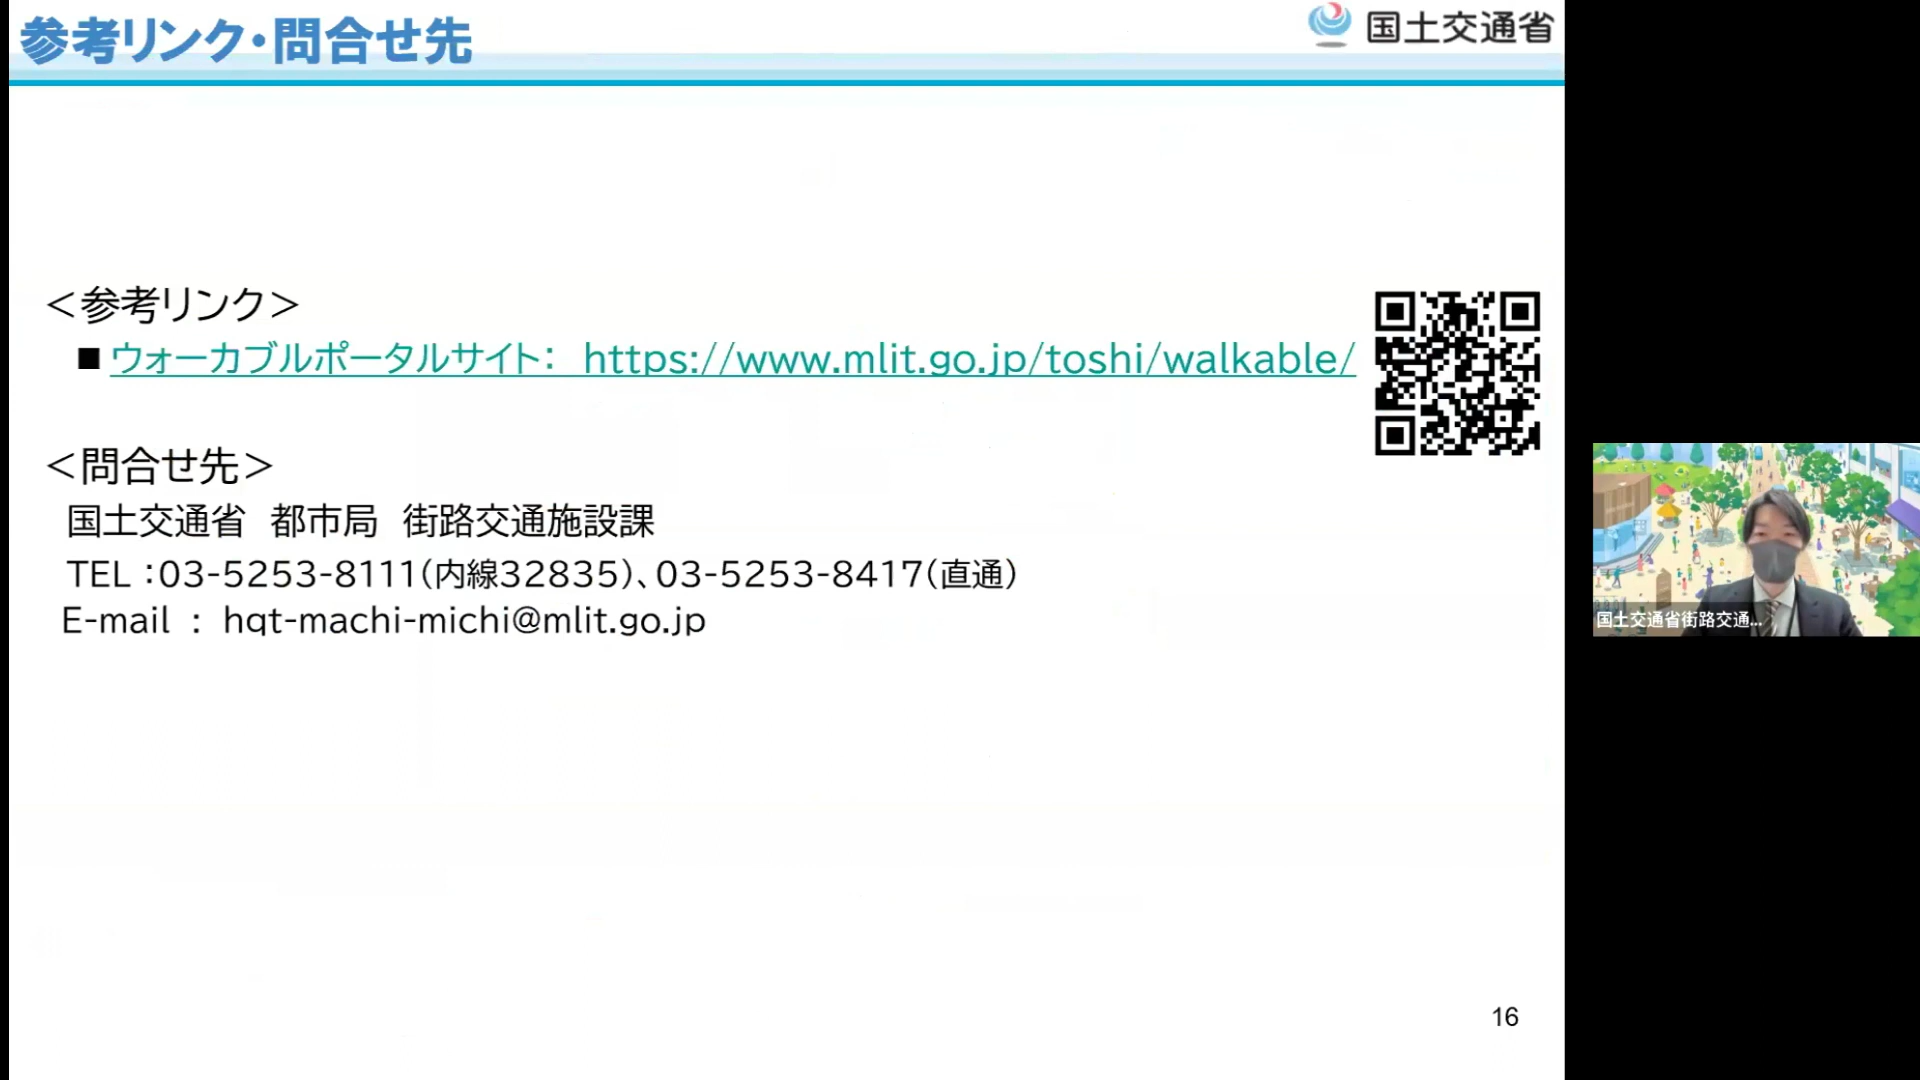 参考リンク・問合せ先
国土交通省
＜参考リンク＞
■ウォーカブルポータルサイト： https://www.mlit.go.jp/toshi/walkable/
＜問合せ先＞
国土交通省 都市局 街路交通施設課
TEL：03-5253-8111（内線32835）、03-5253-8417（直通）
E-mail : hqt-machi-michi@mlit.go.jp
国土交通省街路交通...
16